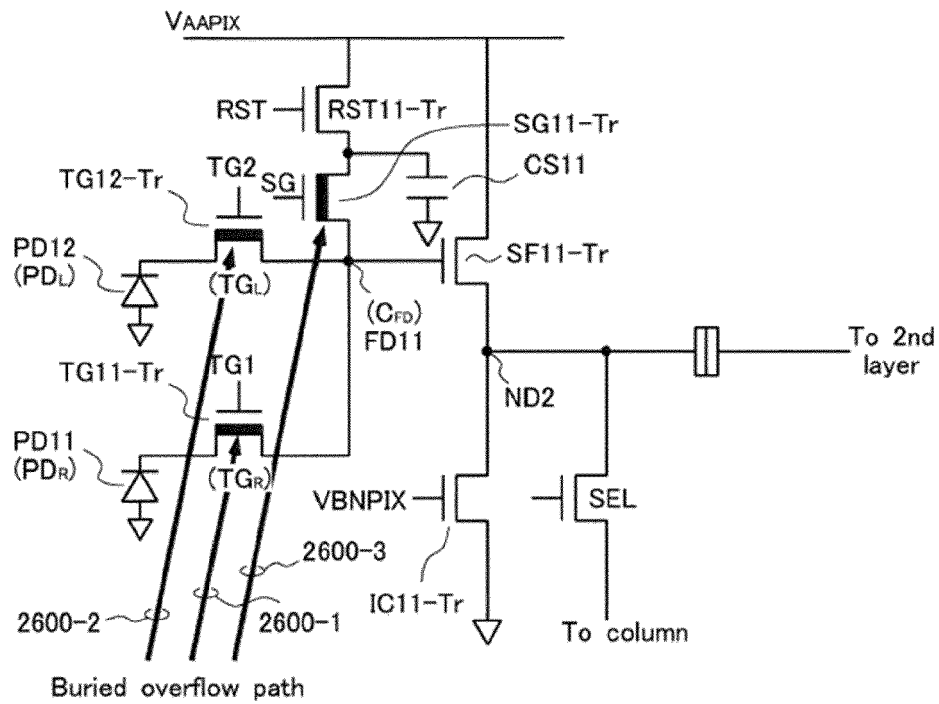 VAAPIX
RST
RST11-Tr
SG11-Tr
TG2
SG
CS11
TG12-Tr
PD12
(PDL)
(TGL)
SF11-Tr
(CFD)
FD11
To 2nd
layer
TG11-Tr
TG1
ND2
PD11
(PDR)
(TGR)
VBNPIX
SEL
2600-3
IC11-Tr
2600-2
2600-1
To column
Buried overflow path